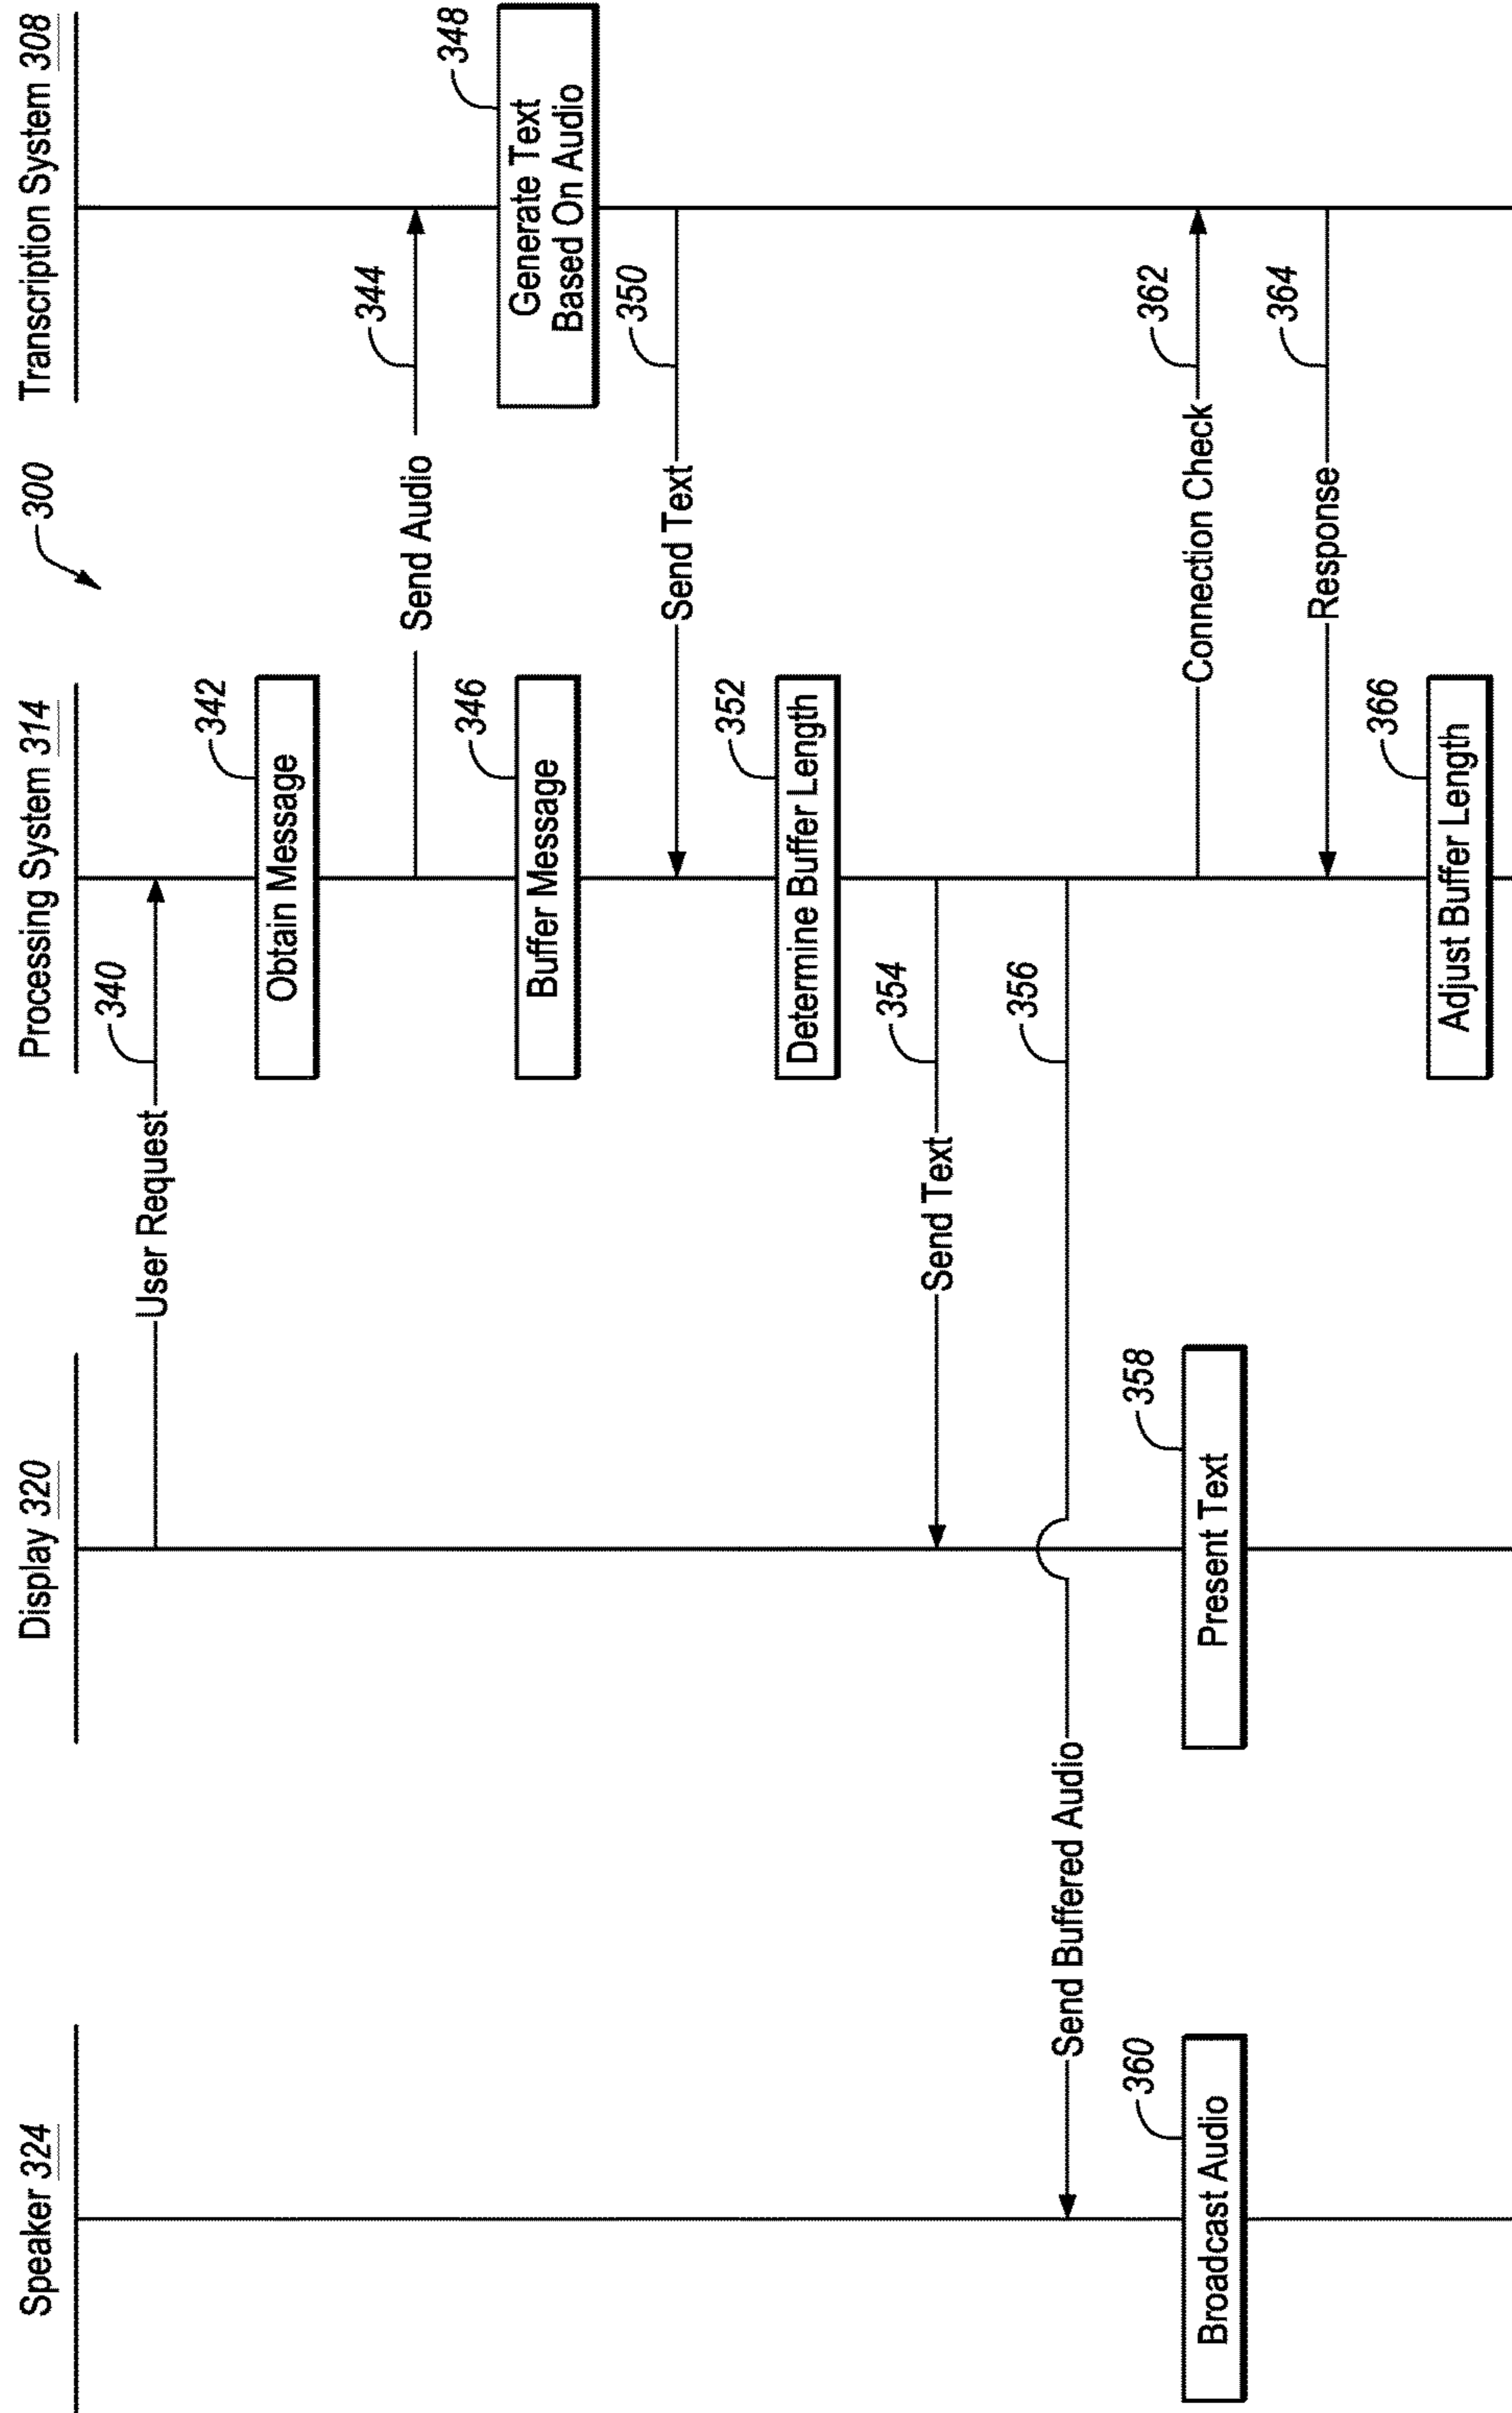 300
Speaker 324
Display 320
Processing System 314
Transcription System 308
User Request
340
342
Obtain Message
Send Audio
344
346
Buffer Message
348
Generate Text
Based On Audio
Send Text
350
352
Determine Buffer Length
Send Text
354
Send Buffered Audio
356
358
Present Text
360
Broadcast Audio
Connection Check
362
Response
364
366
Adjust Buffer Length